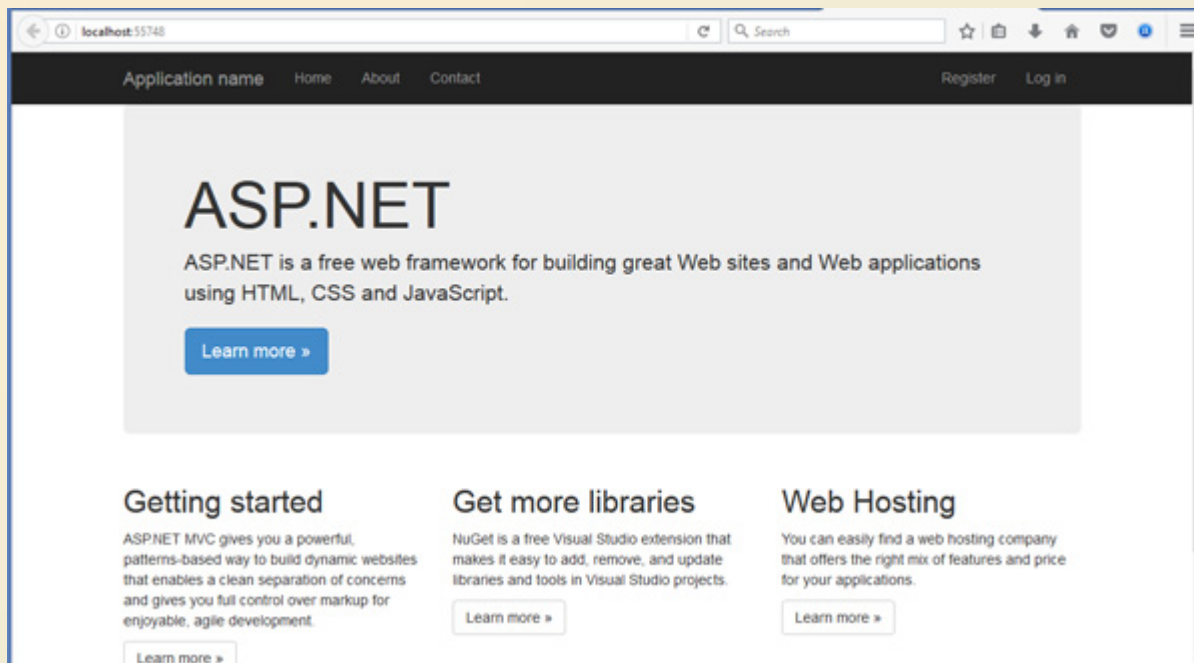 localhost:55748
Search
Application name Home About Contact Register Log in
ASP.NET
ASP.NET is a free web framework for building great Web sites and Web applications
using HTML, CSS and JavaScript.
Learn more »
Getting started
ASP.NET MVC gives you a powerful,
patterns-based way to build dynamic websites
that enables a clean separation of concerns
and gives you full control over markup for
enjoyable, agile development.
Learn more »
Get more libraries
NuGet is a free Visual Studio extension that
makes it easy to add, remove, and update
libraries and tools in Visual Studio projects.
Learn more »
Web Hosting
You can easily find a web hosting company
that offers the right mix of features and price
for your applications.
Learn more »